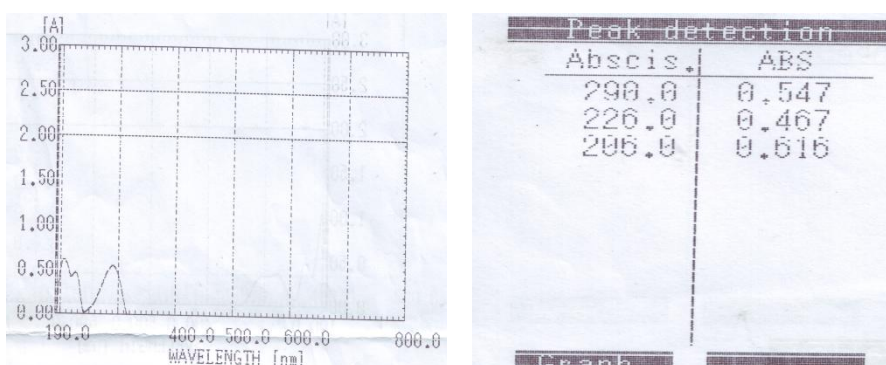 [A]
3.00
2.50
2.00
1.50
1.00
0.50
0.00
190.0 400.0 500.0 600.0 800.0
WAVELENGTH [nm]
Peak detection
Abscis. ABS
290.0 0.547
226.0 0.467
206.0 0.616
Graph